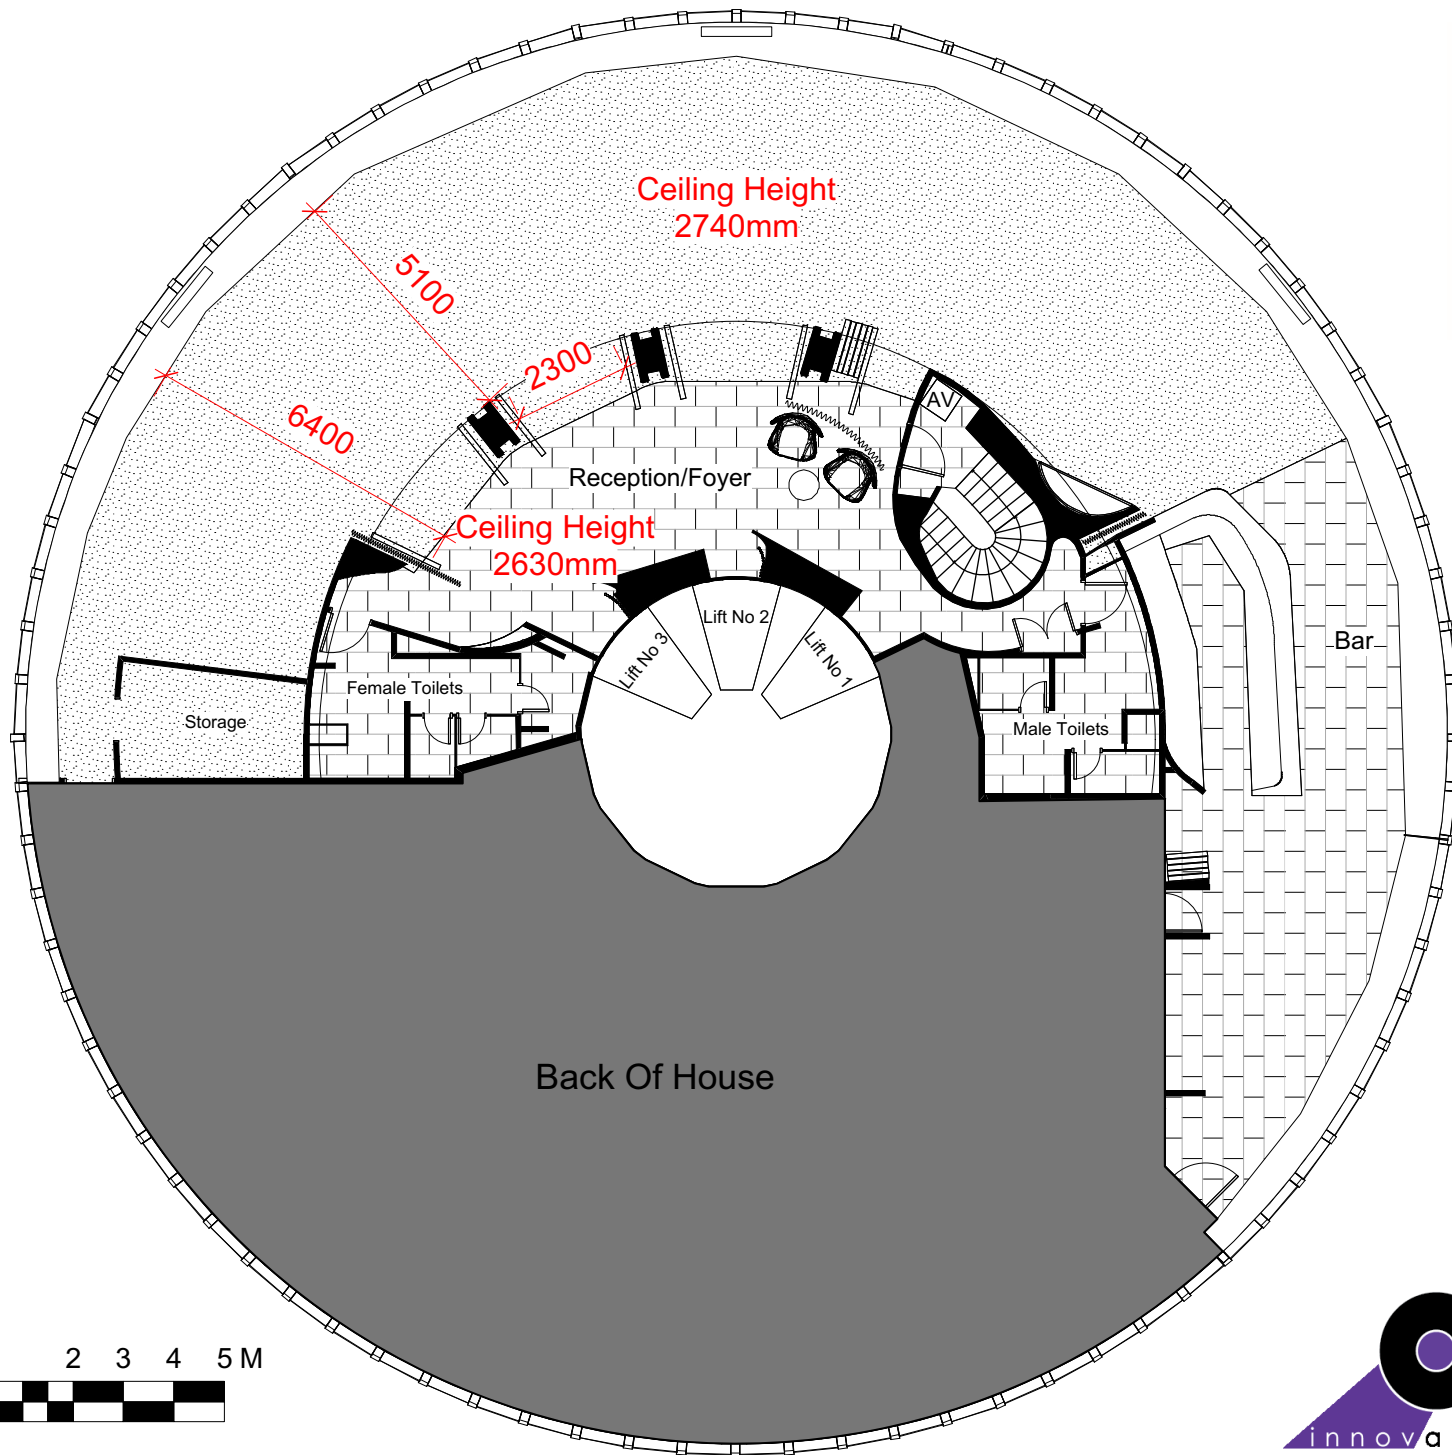 Ceiling Height
2740mm
5100
2300
6400
AV
Reception/Foyer
Ceiling Height
2630mm
Lift No 3
Lift No 2
Lift No 1
Bar
Female Toilets
Storage
Male Toilets
Back Of House
2 3 4 5 M
innova